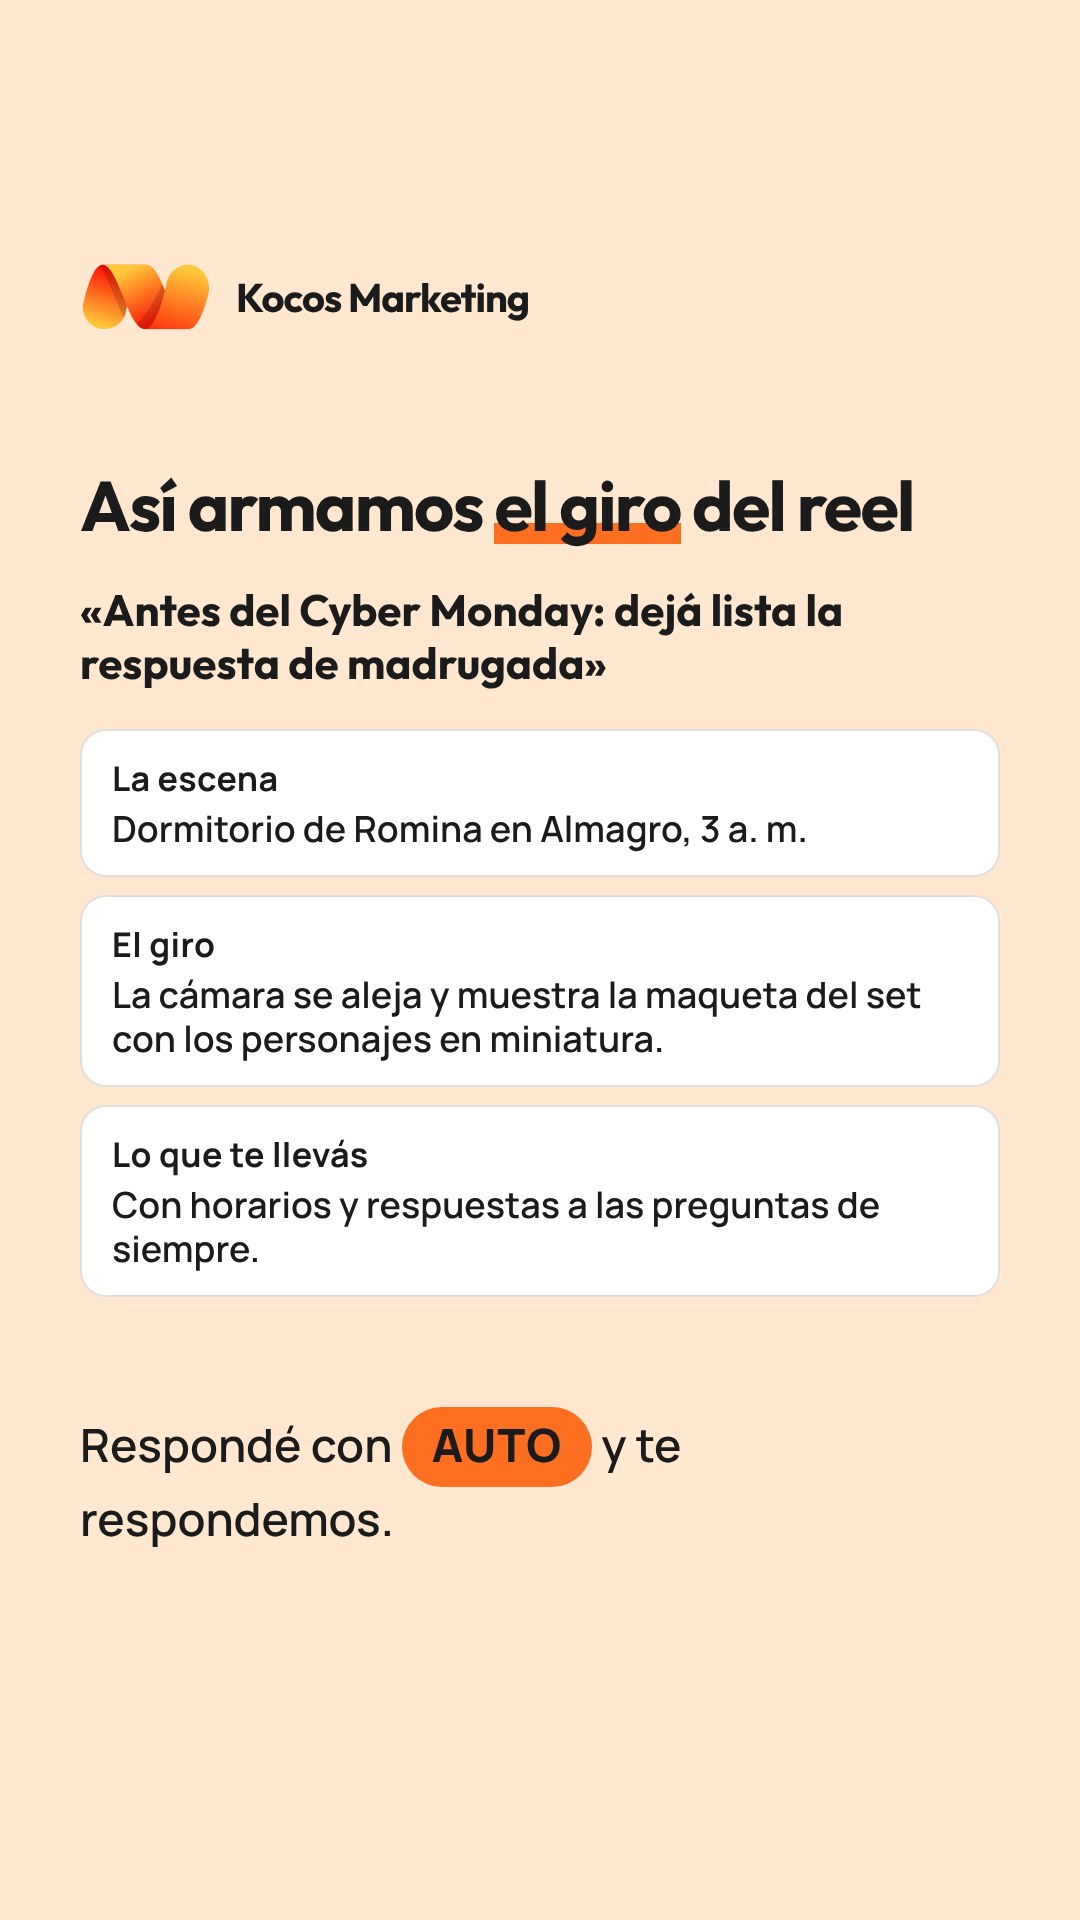 Kocos Marketing
Así armamos el giro del reel
«Antes del Cyber Monday: dejá lista la
respuesta de madrugada»
La escena
Dormitorio de Romina en Almagro, 3 a. m.
El giro
La cámara se aleja y muestra la maqueta del set
con los personajes en miniatura.
Lo que te llevás
Con horarios y respuestas a las preguntas de
siempre.
Respondé con AUTO y te
respondemos.